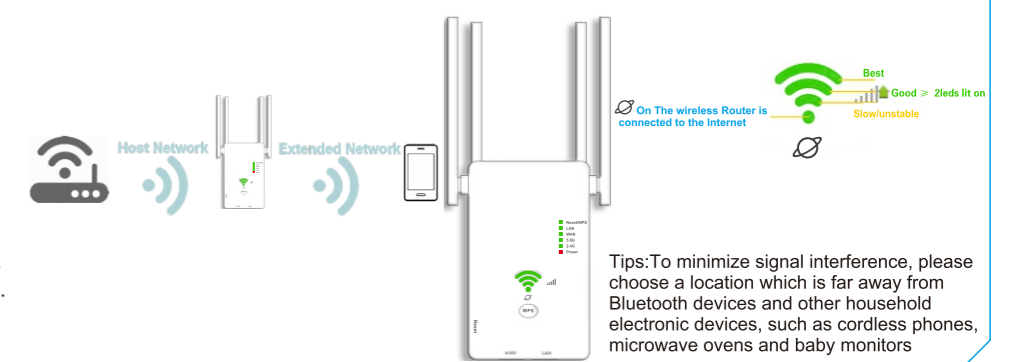 Host Network
Extended Network
Reset/WPS
LAN
WAN
5.8G
2.4G
Power
WPS
Reset
WAN LAN
On The wireless Router is
connected to the Internet
Best
Good ≥ 2leds lit on
Slow/unstable
Tips:To minimize signal interference, please
choose a location which is far away from
Bluetooth devices and other household
electronic devices, such as cordless phones,
microwave ovens and baby monitors